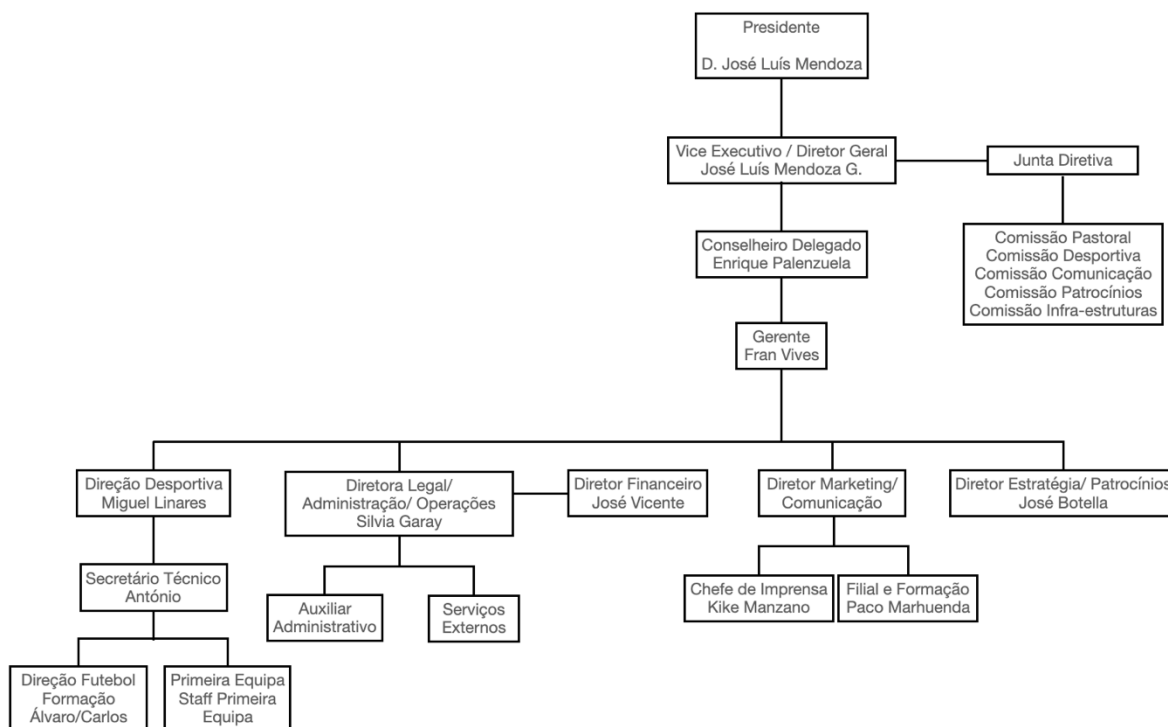 Presidente
D. José Luís Mendoza
Vice Executivo / Diretor Geral
José Luís Mendoza G.
Junta Diretiva
Conselheiro Delegado
Enrique Palenzuela
Comissão Pastoral
Comissão Desportiva
Comissão Comunicação
Comissão Patrocínios
Comissão Infra-estruturas
Gerente
Fran Vives
Direção Desportiva
Miguel Linares
Diretora Legal/
Administração/ Operações
Silvia Garay
Diretor Financeiro
José Vicente
Diretor Marketing/
Comunicação
Diretor Estratégia/ Patrocínios
José Botella
Secretário Técnico
António
Auxiliar
Administrativo
Serviços
Externos
Chefe de Imprensa
Kike Manzano
Filial e Formação
Paco Marhuenda
Direção Futebol
Formação
Álvaro/Carlos
Primeira Equipa
Staff Primeira
Equipa